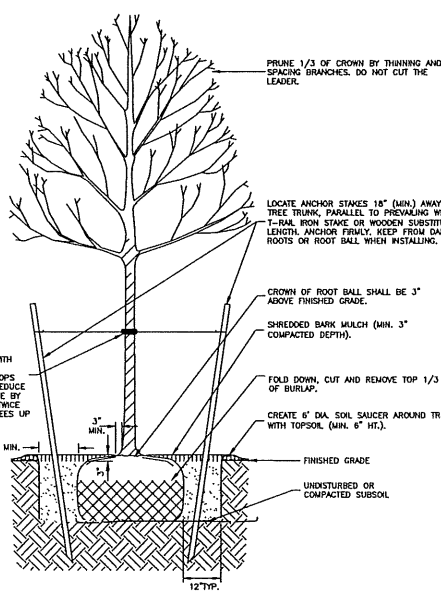 PRUNE 1/3 OF CROWN BY THINNING AND
SPACING BRANCHES. DO NOT CUT THE
LEADER.
LOCATE ANCHOR STAKES 18" (MIN.) AWAY
TREE TRUNK, PARALLEL TO PREVAILING W
T-RAIL IRON STAKE OR WOODEN SUBSTIT
LENGTH. ANCHOR FIRMLY. KEEP FROM DA
ROOTS OR ROOT BALL WHEN INSTALLING.
CROWN OF ROOT BALL SHALL BE 3"
ABOVE FINISHED GRADE.
SHREDDED BARK MULCH (MIN. 3"
COMPACTED DEPTH).
ITH
OPS
EDUCE
E BY
TWICE
EES UP
FOLD DOWN, CUT AND REMOVE TOP 1/3
OF BURLAP.
3"
MIN.
CREATE 6" DIA. SOIL SAUCER AROUND TR
WITH TOPSOIL (MIN. 6" HT.).
MIN.
3"
FINISHED GRADE
UNDISTURBED OR
COMPACTED SUBSOIL
12"TYP.